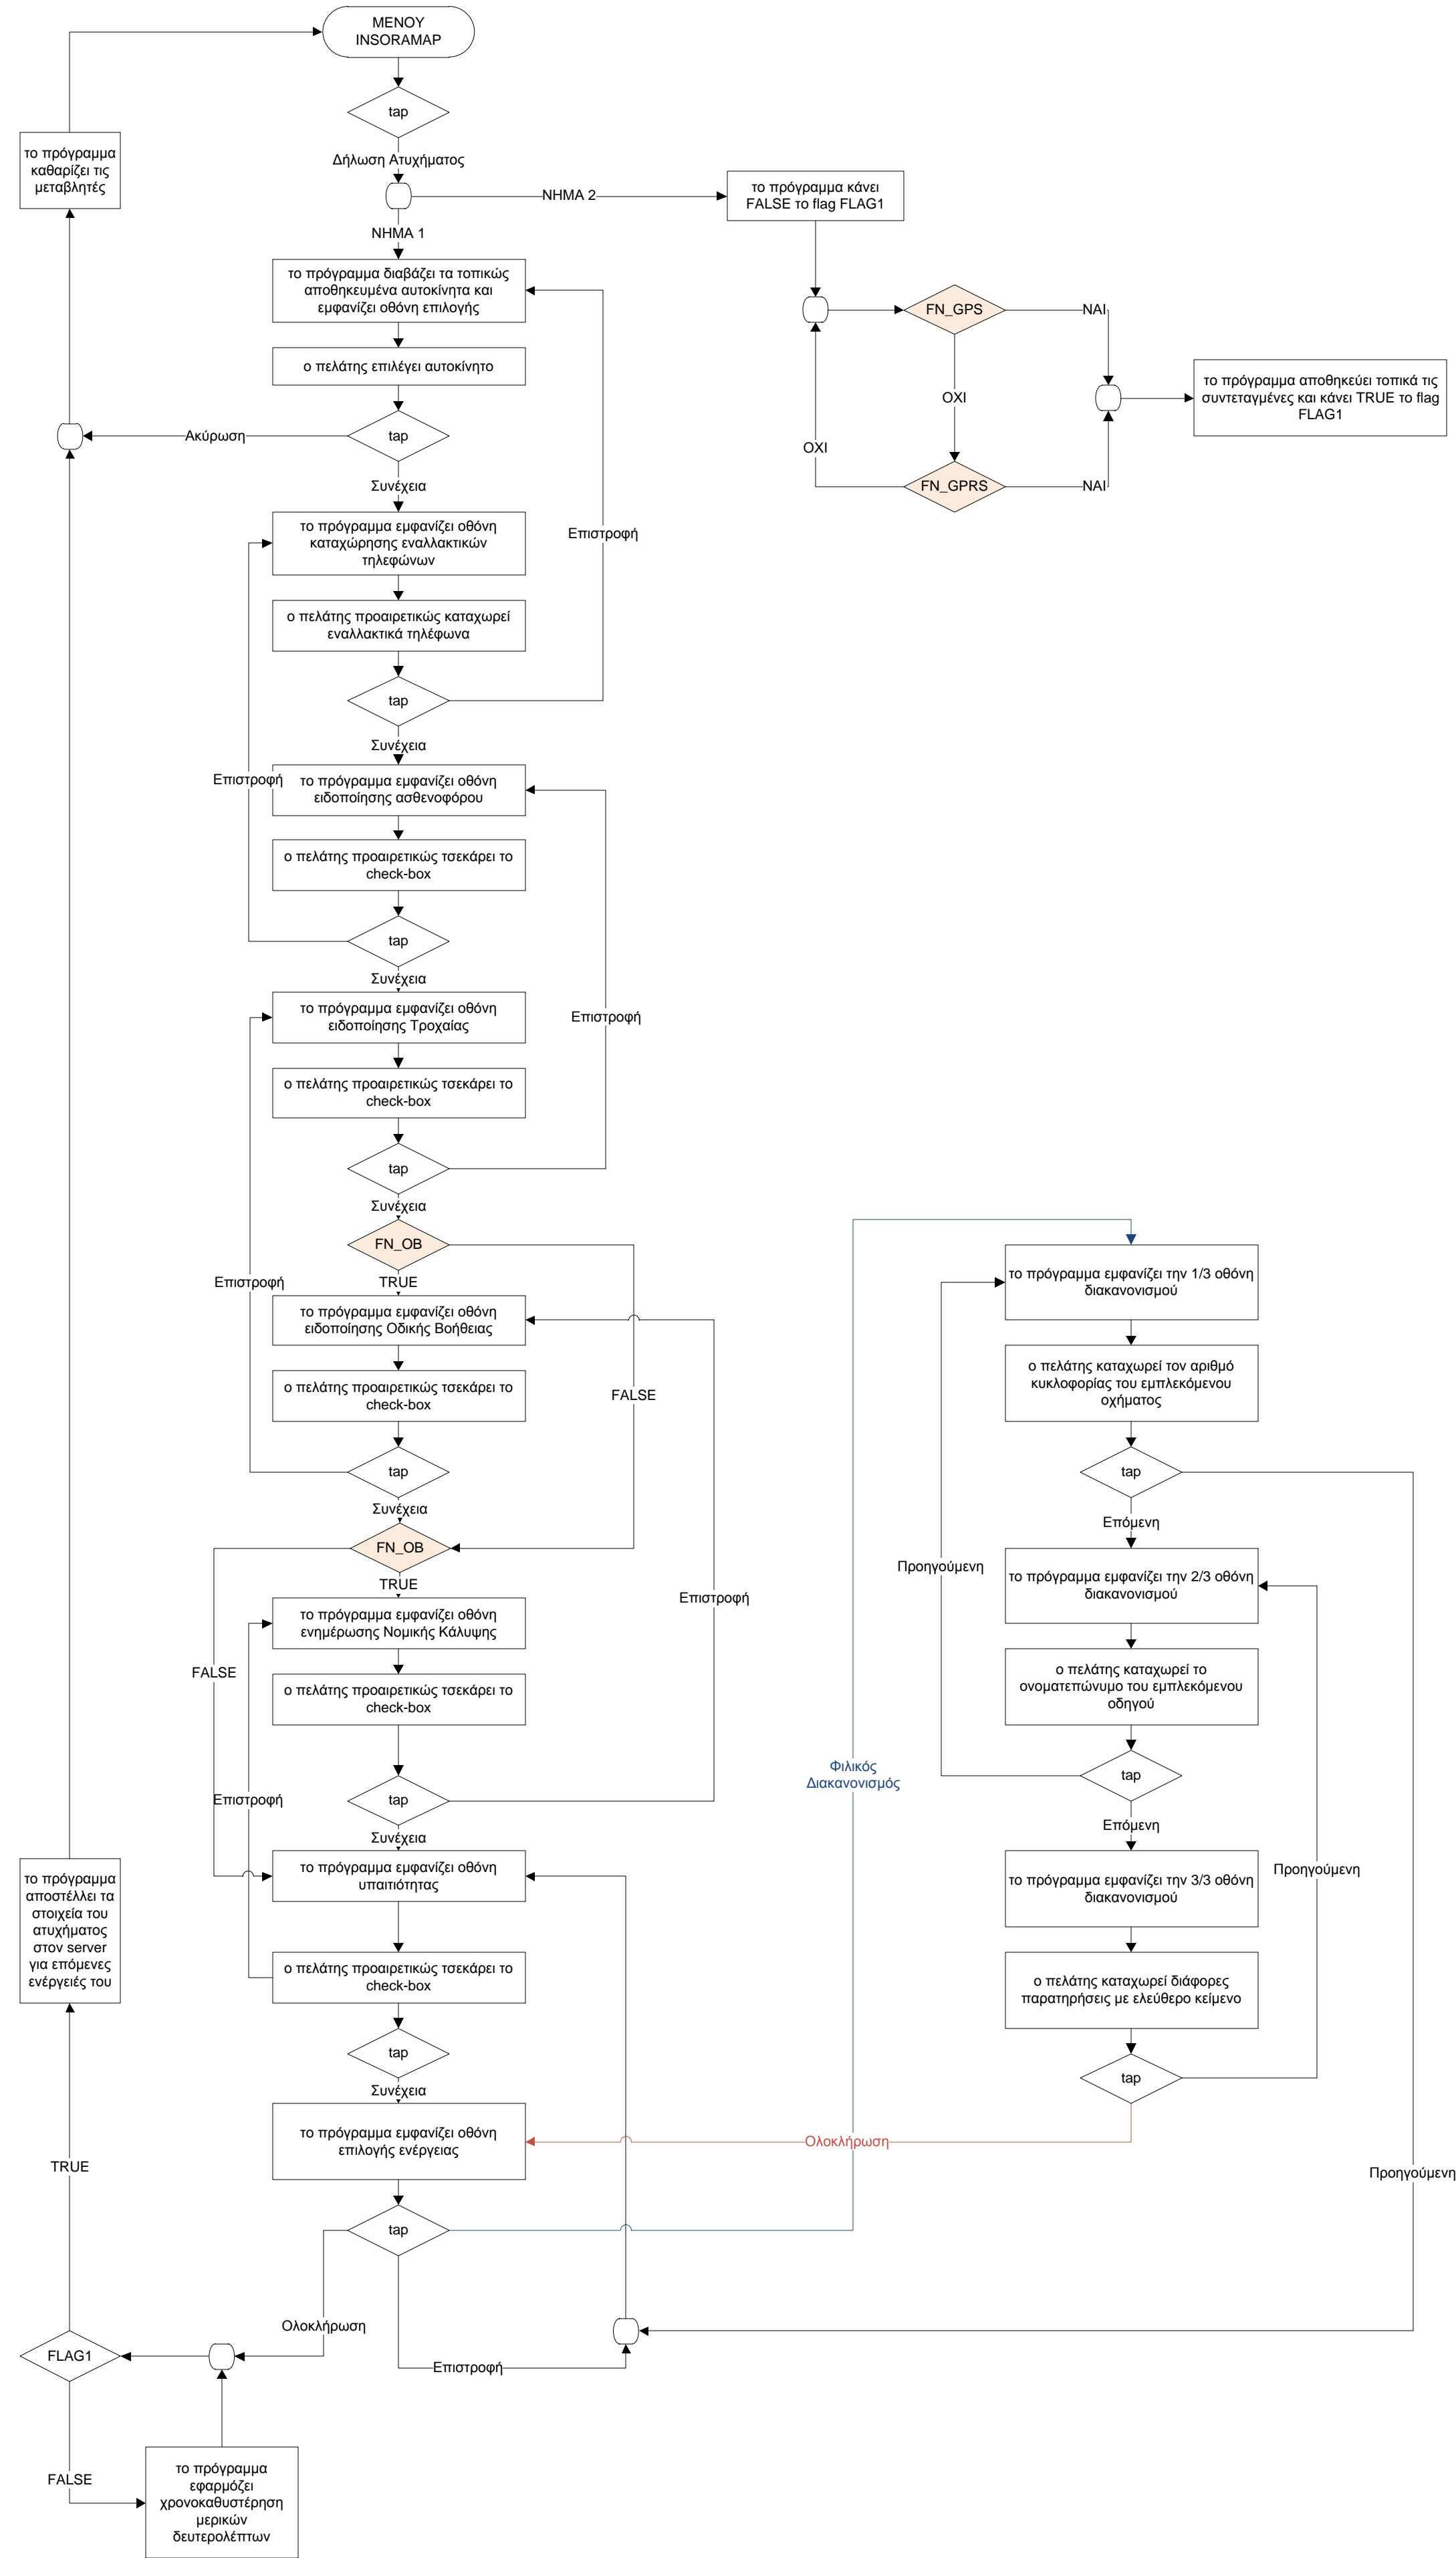 ΜΕΝΟΥ
INSORAMAP
tap
Δήλωση Ατυχήματος
το πρόγραμμα
καθαρίζει τις
μεταβλητές
ΝΗΜΑ 2
το πρόγραμμα κάνει
FALSE το flag FLAG1
ΝΗΜΑ 1
το πρόγραμμα διαβάζει τα τοπικώς
αποθηκευμένα αυτοκίνητα και
εμφανίζει οθόνη επιλογής
FN_GPS
ΝΑΙ
ο πελάτης επιλέγει αυτοκίνητο
ΟΧΙ
το πρόγραμμα αποθηκεύει τοπικά τις
συντεταγμένες και κάνει TRUE το flag
FLAG1
tap
Ακύρωση
ΟΧΙ
Συνέχεια
FN_GPRS
ΝΑΙ
το πρόγραμμα εμφανίζει οθόνη
καταχώρησης εναλλακτικών
τηλεφώνων
Επιστροφή
ο πελάτης προαιρετικώς καταχωρεί
εναλλακτικά τηλέφωνα
tap
Συνέχεια
Επιστροφή
το πρόγραμμα εμφανίζει οθόνη
ειδοποίησης ασθενοφόρου
ο πελάτης προαιρετικώς τσεκάρει το
check-box
tap
Συνέχεια
το πρόγραμμα εμφανίζει οθόνη
ειδοποίησης Τροχαίας
Επιστροφή
ο πελάτης προαιρετικώς τσεκάρει το
check-box
tap
Συνέχεια
FN_OB
Επιστροφή
TRUE
το πρόγραμμα εμφανίζει οθόνη
ειδοποίησης Οδικής Βοήθειας
το πρόγραμμα εμφανίζει την 1/3 οθόνη
διακανονισμού
ο πελάτης προαιρετικώς τσεκάρει το
check-box
FALSE
ο πελάτης καταχωρεί τον αριθμό
κυκλοφορίας του εμπλεκόμενου
οχήματος
tap
tap
Συνέχεια
Επόμενη
FN_OB
TRUE
Προηγούμενη
το πρόγραμμα εμφανίζει την 2/3 οθόνη
διακανονισμού
Επιστροφή
το πρόγραμμα εμφανίζει οθόνη
ενημέρωσης Νομικής Κάλυψης
FALSE
ο πελάτης προαιρετικώς τσεκάρει το
check-box
ο πελάτης καταχωρεί το
ονοματεπώνυμο του εμπλεκόμενου
οδηγού
Φιλικός
Διακανονισμός
tap
Επιστροφή
tap
Συνέχεια
Επόμενη
το πρόγραμμα εμφανίζει οθόνη
υπαιτιότητας
το πρόγραμμα εμφανίζει την 3/3 οθόνη
διακανονισμού
Προηγούμενη
το πρόγραμμα
αποστέλλει τα
στοιχεία του
ατυχήματος
στον server
για επόμενες
ενέργειές του
ο πελάτης προαιρετικώς τσεκάρει το
check-box
ο πελάτης καταχωρεί διάφορες
παρατηρήσεις με ελεύθερο κείμενο
tap
tap
Συνέχεια
το πρόγραμμα εμφανίζει οθόνη
επιλογής ενέργειας
Ολοκλήρωση
TRUE
Προηγούμενη
tap
Ολοκλήρωση
FLAG1
Επιστροφή
FALSE
το πρόγραμμα
εφαρμόζει
χρονοκαθυστέρηση
μερικών
δευτερολέπτων